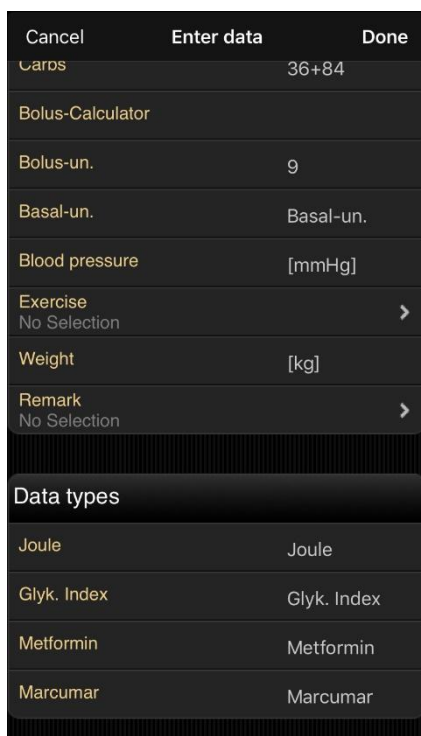 Cancel Enter data Done
Carbs 36+84
Bolus-Calculator
Bolus-un. 9
Basal-un. Basal-un.
Blood pressure [mmHg]
Exercise
No Selection
Weight [kg]
Remark
No Selection
Data types
Joule Joule
Glyk. Index Glyk. Index
Metformin Metformin
Marcumar Marcumar